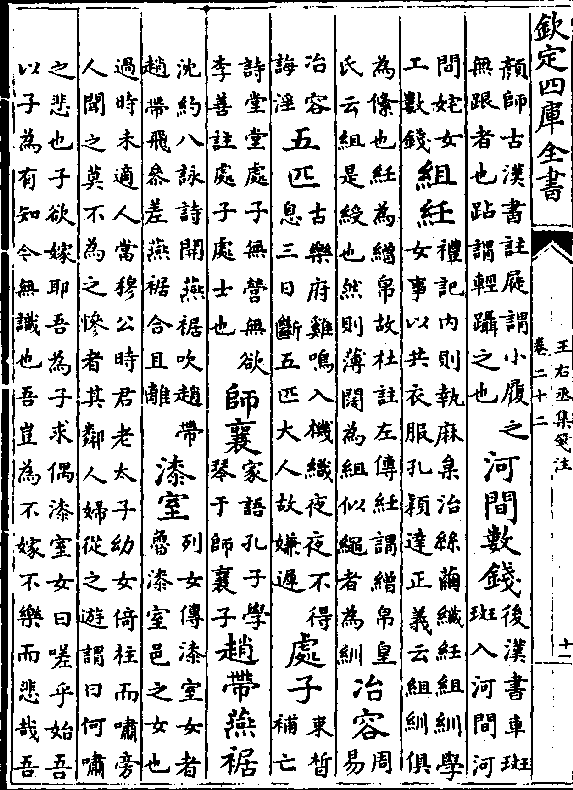 欽定四庫全書
王右丞集箋注
卷二十二
十一
顏師古漢書註屣謂小履之
無跟者也跕謂輕躡之也
河間數錢
後漢書車班
班入河間河
間姹女
工數錢
組紝
禮記內則執麻枲治絲繭織紝組紃學
女事以共衣服孔穎達正義云組紃俱
為絛也紝為繒帛故杜註左傳紝謂繒帛皇
氏云組是綬也然則薄闊為組似繩者為紃
冶容
周
易
冶容
誨淫
五匹
古樂府雞鳴入機織夜夜不得
息三日斷五匹大人故嫌遲
處子
束晳
補亡
詩堂堂處子無營無欲
李善註處子處士也
師襄
家語孔子學
琴于師襄子
趙帶燕裾
沈約八詠詩開燕裾吹趙帶
趙帶飛參差燕裾合且離
漆室
列女傳漆室女者
魯漆室邑之女也
過時未適人當穆公時君老太子幼女倚柱而嘯旁
人聞之莫不為之慘者其鄰人婦從之遊謂曰何嘯
之悲也子欲嫁耶吾為子求偶漆室女曰嗟乎始吾
以子為有知今無識也吾豈為不嫁不樂而悲哉吾